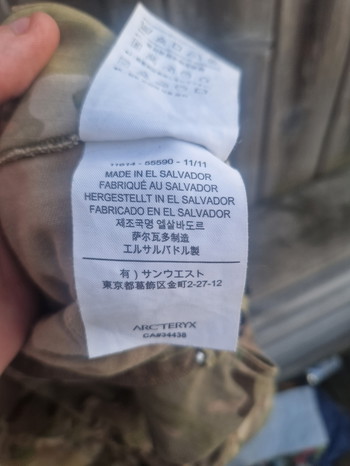 55590 - 11/11
MADE IN EL SALVADOR
FABRIQUÉ AU SALVADOR
HERGESTELLT IN EL SALVADOR
FABRICADO EN EL SALVADOR
제조국명 엘살바도르
萨尔瓦多制造
エルサルバドル製
有）サンウエスト
東京都葛飾区金町2-27-12
ARC'TERYX
CA#34438